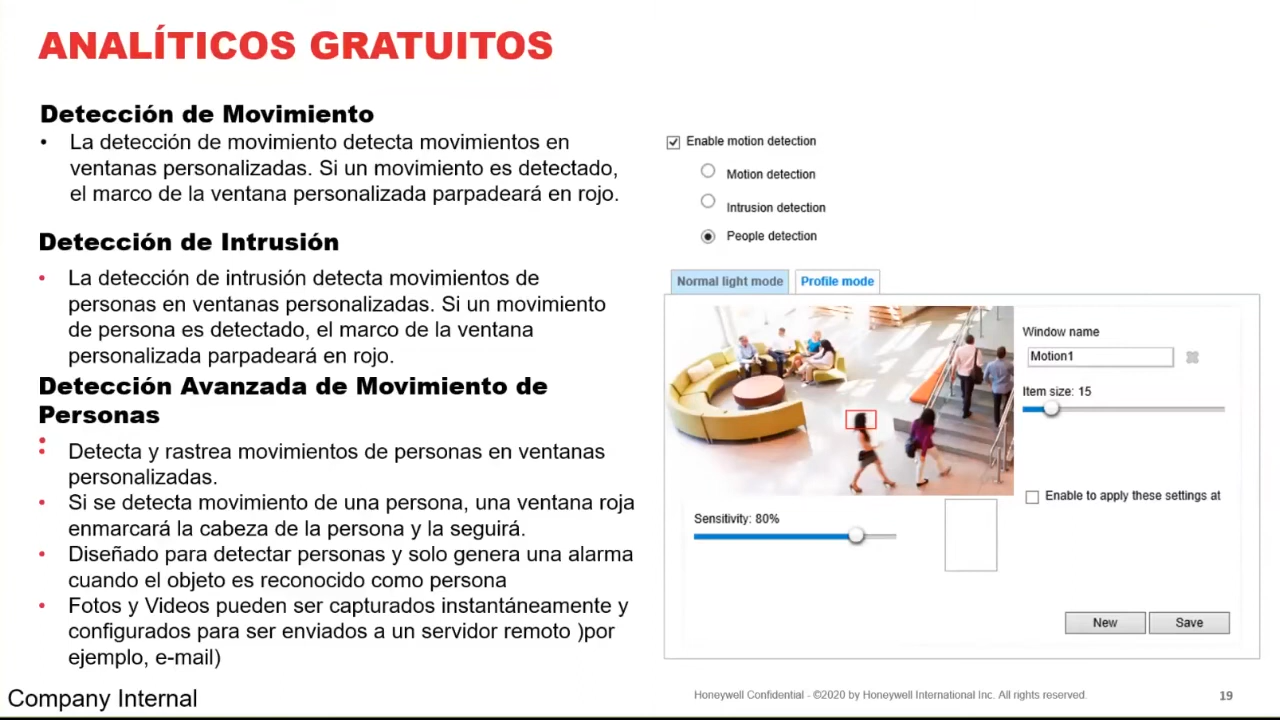 ANALÍTICOS GRATUITOS
Detección de Movimiento
• La detección de movimiento detecta movimientos en
ventanas personalizadas. Si un movimiento es detectado,
el marco de la ventana personalizada parpadeará en rojo.
Detección de Intrusión
• La detección de intrusión detecta movimientos de
personas en ventanas personalizadas. Si un movimiento
de persona es detectado, el marco de la ventana
personalizada parpadeará en rojo.
Detección Avanzada de Movimiento de
Personas
•
• Detecta y rastrea movimientos de personas en ventanas
personalizadas.
• Si se detecta movimiento de una persona, una ventana roja
enmarcará la cabeza de la persona y la seguirá.
• Diseñado para detectar personas y solo genera una alarma
cuando el objeto es reconocido como persona
• Fotos y Videos pueden ser capturados instantáneamente y
configurados para ser enviados a un servidor remoto )por
ejemplo, e-mail)
Enable motion detection
Motion detection
Intrusion detection
People detection
Normal light mode
Profile mode
Window name
Motion1
Item size: 15
Enable to apply these settings at
Sensitivity: 80%
New
Save
Company Internal
Honeywell Confidential - ©2020 by Honeywell International Inc. All rights reserved.
19